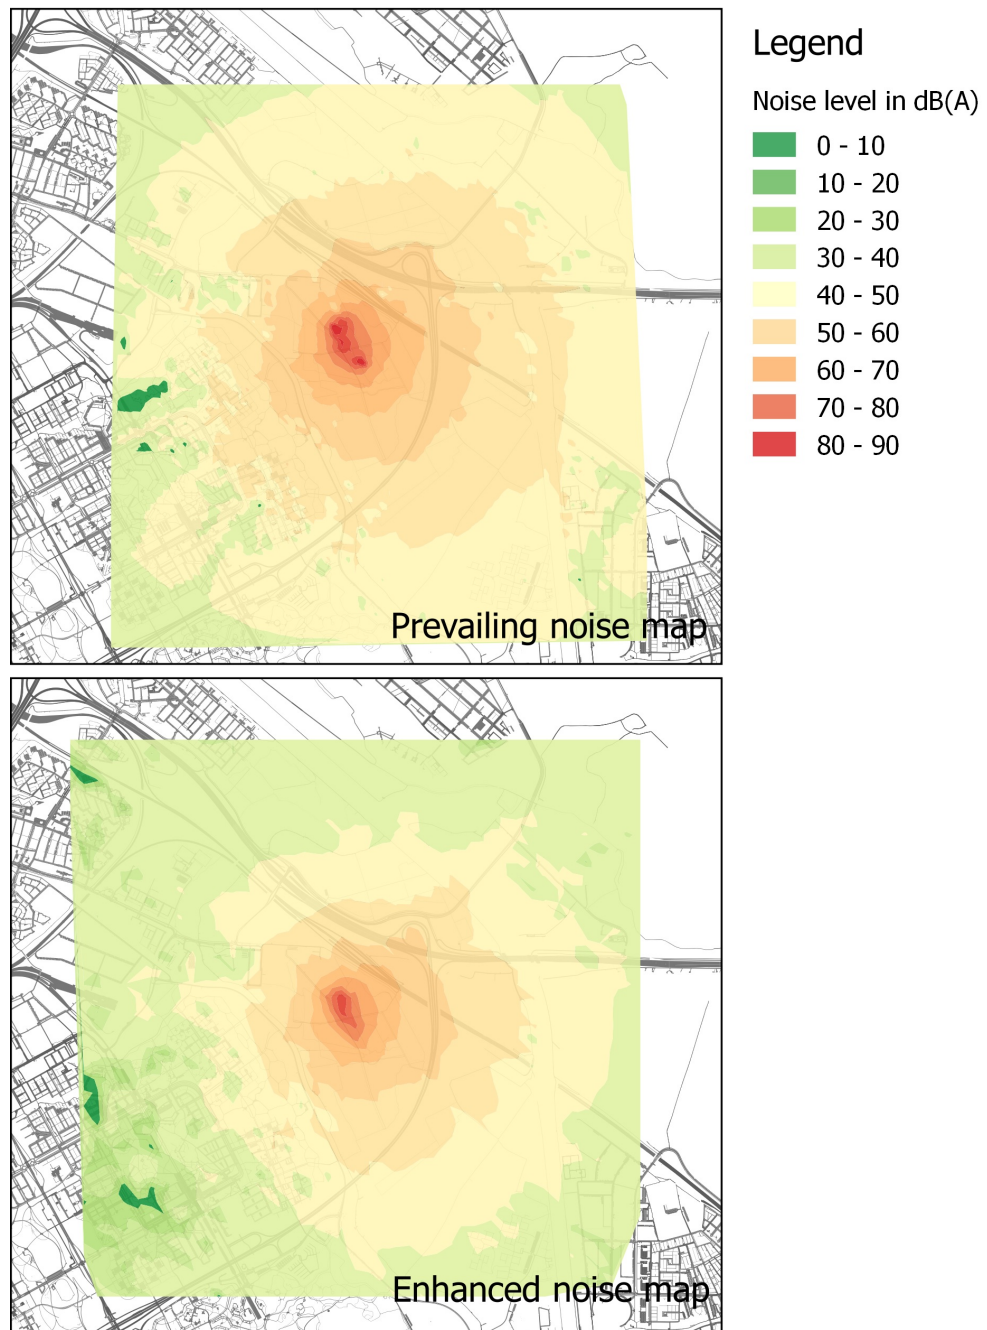 Legend
Noise level in dB(A)
0 - 10
10 - 20
20 - 30
30 - 40
40 - 50
50 - 60
60 - 70
70 - 80
80 - 90
Prevailing noise map
Enhanced noise map